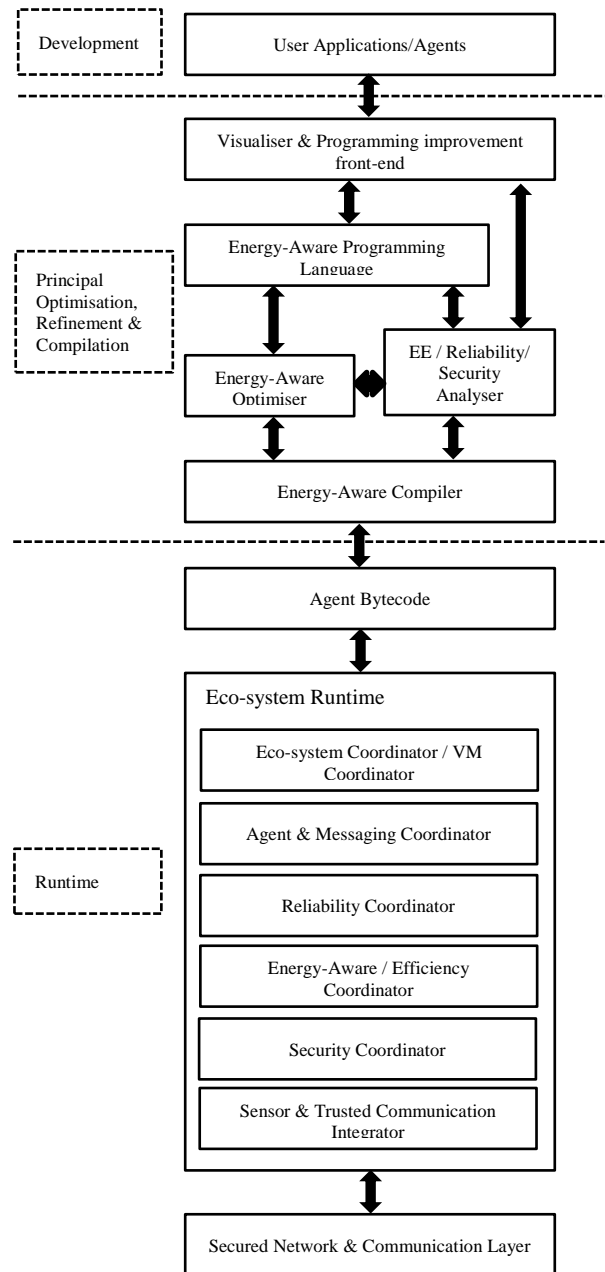 Development
User Applications/Agents
Visualiser & Programming improvement
front-end
Energy-Aware Programming
Language
Principal
Optimisation,
Refinement &
Compilation
Energy-Aware
Optimiser
EE / Reliability/
Security
Analyser
Energy-Aware Compiler
Agent Bytecode
Eco-system Runtime
Eco-system Coordinator / VM
Coordinator
Agent & Messaging Coordinator
Runtime
Reliability Coordinator
Energy-Aware / Efficiency
Coordinator
Security Coordinator
Sensor & Trusted Communication
Integrator
Secured Network & Communication Layer